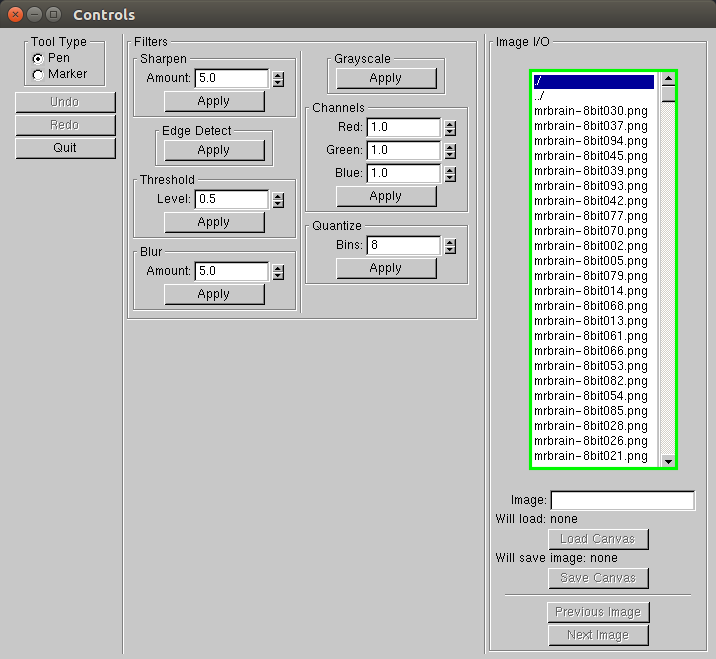 Controls
Tool Type
Pen
Marker
Undo
Redo
Quit
Filters
Sharpen
Amount: 5.0
Apply
Edge Detect
Apply
Threshold
Level: 0.5
Apply
Blur
Amount: 5.0
Apply
Grayscale
Apply
Channels
Red: 1.0
Green: 1.0
Blue: 1.0
Apply
Quantize
Bins: 8
Apply
Image I/O
./
../
mrbrain-8bit030.png
mrbrain-8bit037.png
mrbrain-8bit094.png
mrbrain-8bit045.png
mrbrain-8bit039.png
mrbrain-8bit093.png
mrbrain-8bit042.png
mrbrain-8bit077.png
mrbrain-8bit070.png
mrbrain-8bit002.png
mrbrain-8bit005.png
mrbrain-8bit079.png
mrbrain-8bit014.png
mrbrain-8bit068.png
mrbrain-8bit013.png
mrbrain-8bit061.png
mrbrain-8bit066.png
mrbrain-8bit053.png
mrbrain-8bit082.png
mrbrain-8bit054.png
mrbrain-8bit085.png
mrbrain-8bit028.png
mrbrain-8bit026.png
mrbrain-8bit021.png
Image:
Will load: none
Load Canvas
Will save image: none
Save Canvas
Previous Image
Next Image